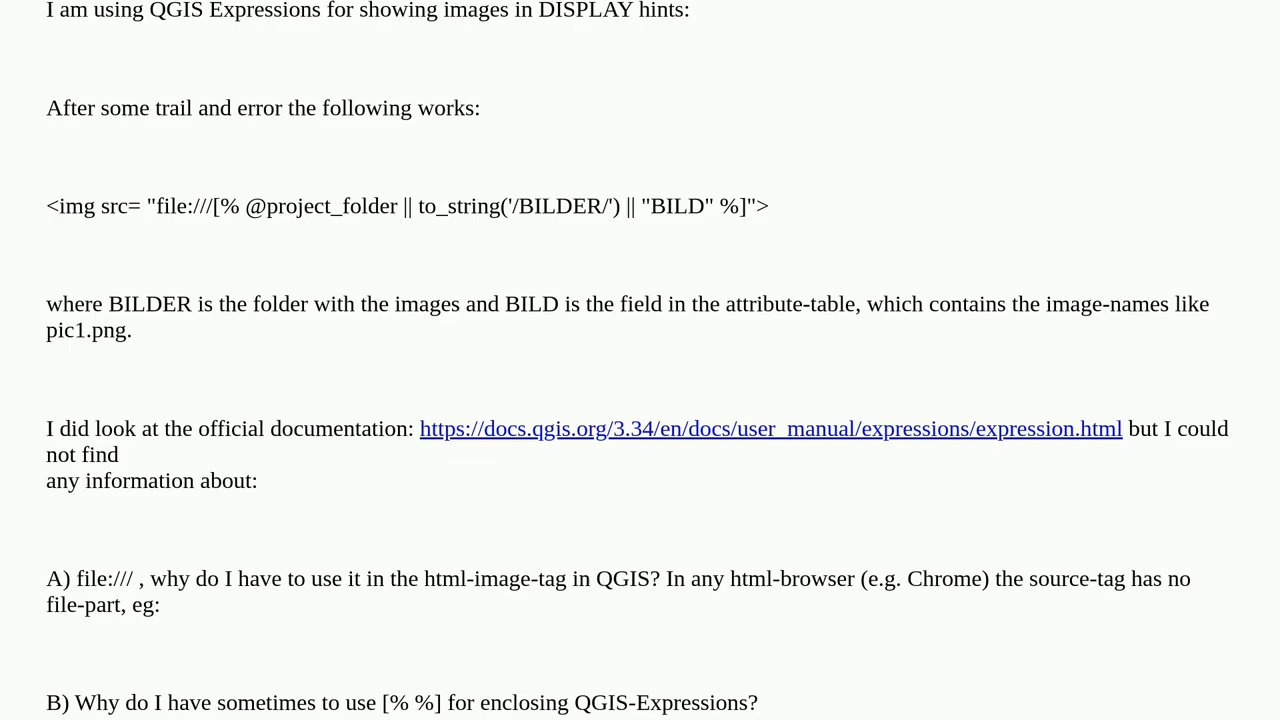 I am using QGIS Expressions for showing images in DISPLAY hints:
After some trail and error the following works:
<img src= "file:///[% @project_folder || to_string('/BILDER/') || "BILD" %]">
where BILDER is the folder with the images and BILD is the field in the attribute-table, which contains the image-names like
pic1.png.
I did look at the official documentation: https://docs.qgis.org/3.34/en/docs/user_manual/expressions/expression.html but I could
not find
any information about:
A) file:/// , why do I have to use it in the html-image-tag in QGIS? In any html-browser (e.g. Chrome) the source-tag has no
file-part, eg:
B) Why do I have sometimes to use [% %] for enclosing QGIS-Expressions?